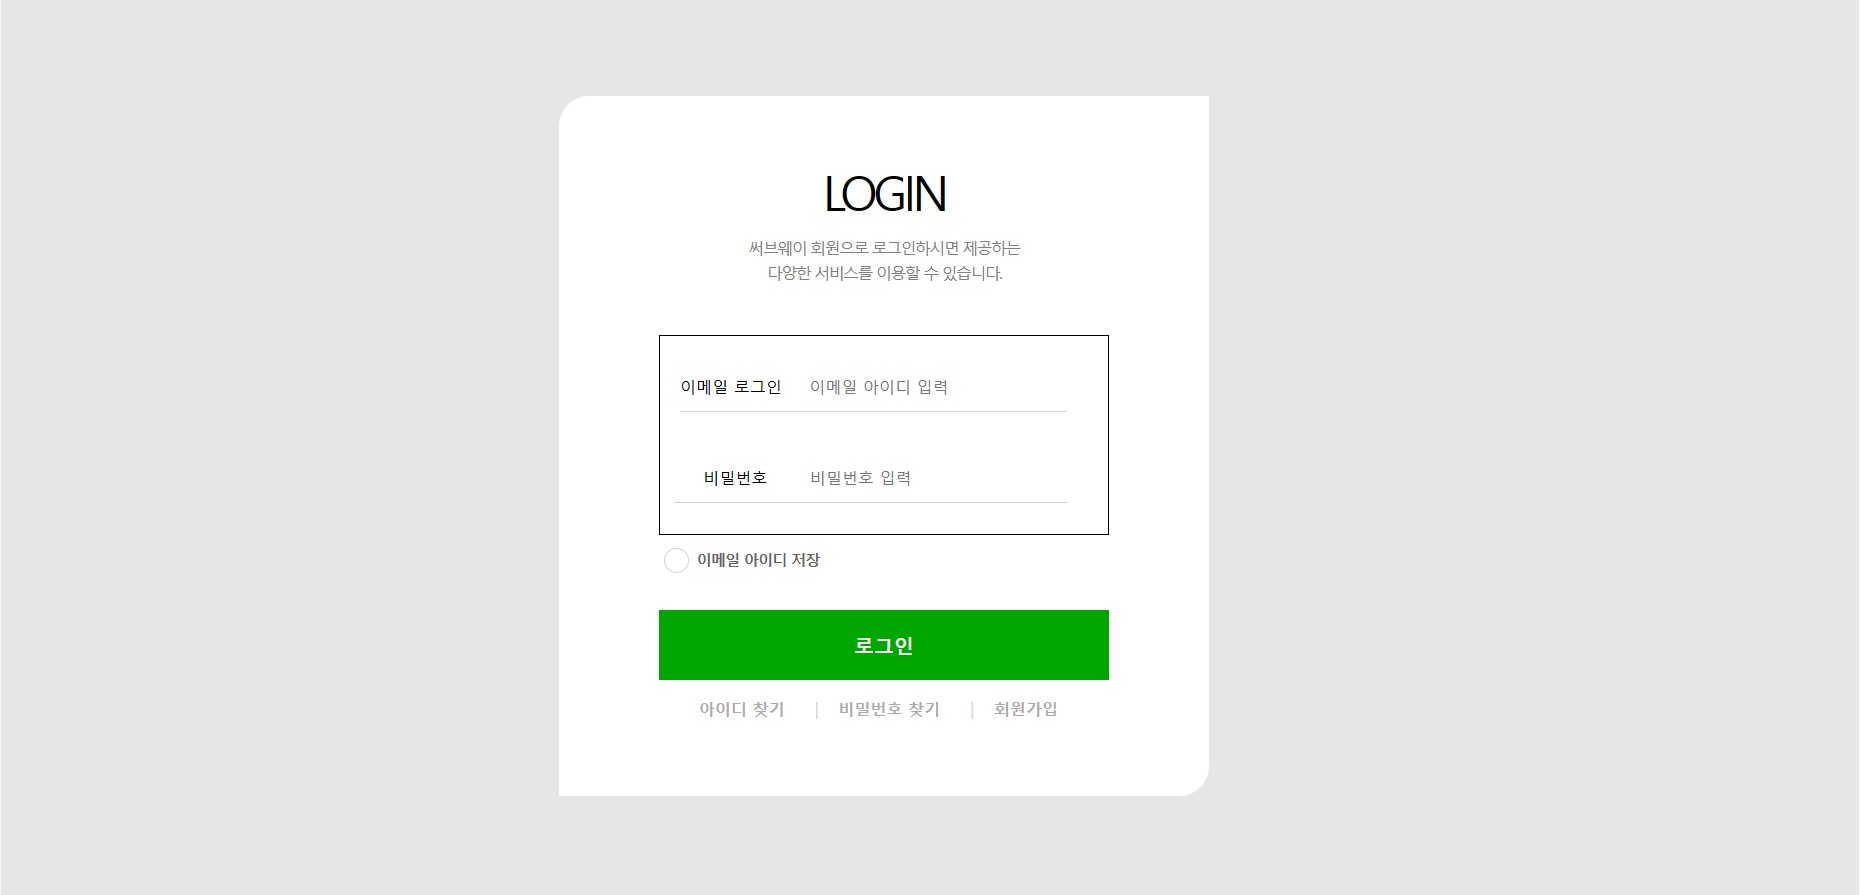 LOGIN
써브웨이 회원으로 로그인하시면 제공하는
다양한 서비스를 이용할 수 있습니다.
이메일 로그인 이메일 아이디 입력
비밀번호 비밀번호 입력
이메일 아이디 저장
로그인
아이디 찾기 | 비밀번호 찾기 | 회원가입